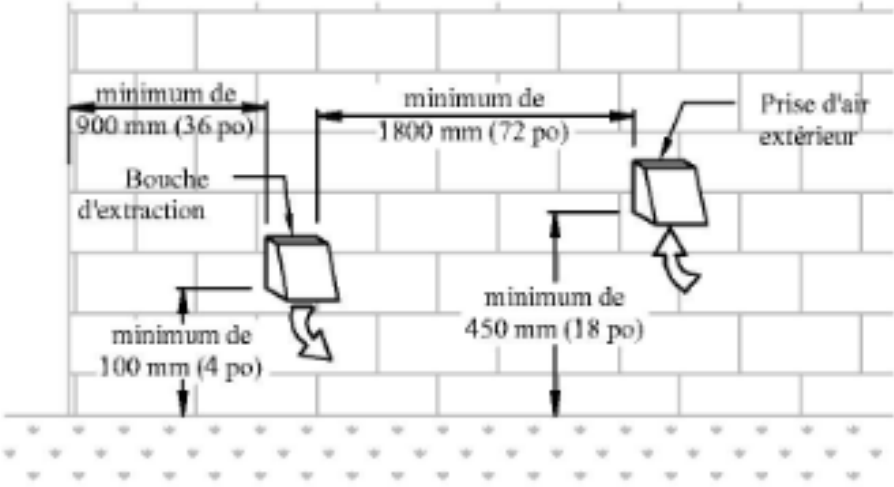 minimum de
900 mm (36 po)
minimum de
1800 mm (72 po)
Prise d'air
extérieur
Bouche
d'extraction
minimum de
100 mm (4 po)
minimum de
450 mm (18 po)